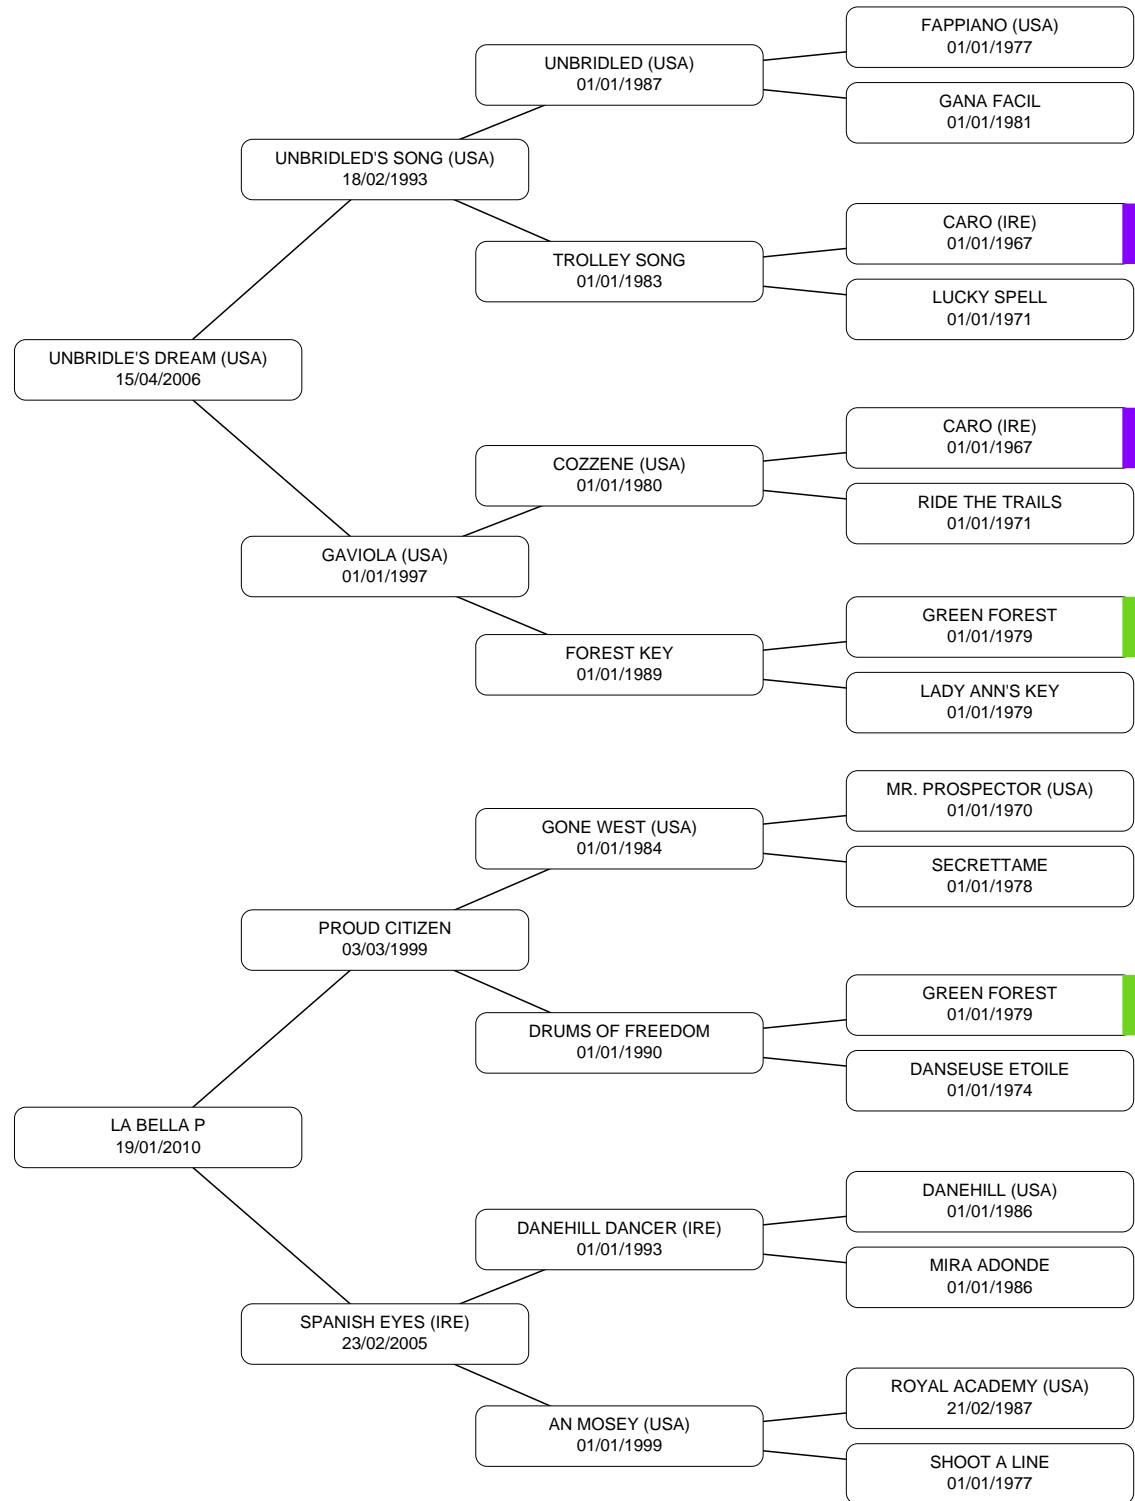 FAPPIANO (USA)
01/01/1977
UNBRIDLED (USA)
01/01/1987
GANA FACIL
01/01/1981
UNBRIDLED'S SONG (USA)
18/02/1993
CARO (IRE)
01/01/1967
TROLLEY SONG
01/01/1983
LUCKY SPELL
01/01/1971
UNBRIDLE'S DREAM (USA)
15/04/2006
CARO (IRE)
01/01/1967
COZZENE (USA)
01/01/1980
RIDE THE TRAILS
01/01/1971
GAVIOLA (USA)
01/01/1997
GREEN FOREST
01/01/1979
FOREST KEY
01/01/1989
LADY ANN'S KEY
01/01/1979
MR. PROSPECTOR (USA)
01/01/1970
GONE WEST (USA)
01/01/1984
SECRETTAME
01/01/1978
PROUD CITIZEN
03/03/1999
GREEN FOREST
01/01/1979
DRUMS OF FREEDOM
01/01/1990
DANSEUSE ETOILE
01/01/1974
LA BELLA P
19/01/2010
DANEHILL (USA)
01/01/1986
DANEHILL DANCER (IRE)
01/01/1993
MIRA ADONDE
01/01/1986
SPANISH EYES (IRE)
23/02/2005
ROYAL ACADEMY (USA)
21/02/1987
AN MOSEY (USA)
01/01/1999
SHOOT A LINE
01/01/1977